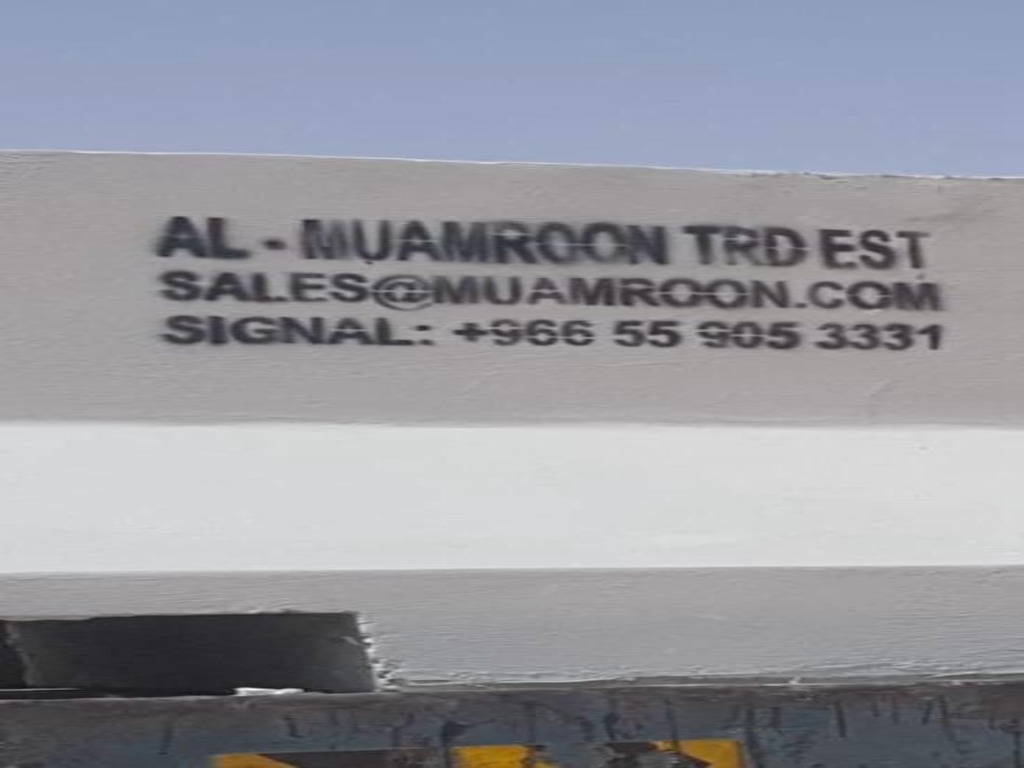 AL - MUAMROON TRD EST
SALES@MUAMROON.COM
SIGNAL: +966 55 905 3331